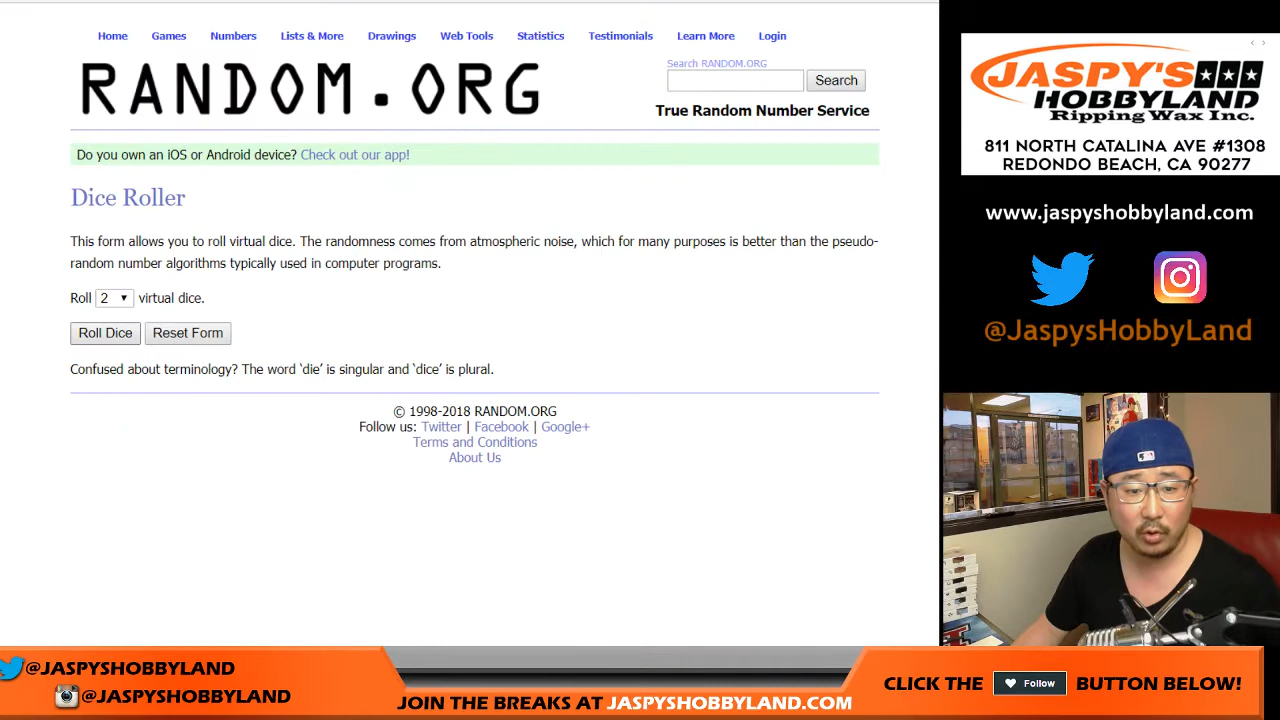 Home Games Numbers Lists & More Drawings Web Tools Statistics Testimonials Learn More Login
RANDOM.ORG
Search RANDOM.ORG
Search
True Random Number Service
Do you own an iOS or Android device? Check out our app!
Dice Roller
This form allows you to roll virtual dice. The randomness comes from atmospheric noise, which for many purposes is better than the pseudo-
random number algorithms typically used in computer programs.
Roll 2 virtual dice.
Roll Dice Reset Form
Confused about terminology? The word ‘die’ is singular and ‘dice’ is plural.
© 1998-2018 RANDOM.ORG
Follow us: Twitter | Facebook | Google+
Terms and Conditions
About Us
JASPY'S
HOBBYLAND
Ripping Wax Inc.
811 NORTH CATALINA AVE #1308
REDONDO BEACH, CA 90277
www.jaspyshobbyland.com
@JaspysHobbyLand
@JASPYSHOBBYLAND
@JASPYSHOBBYLAND
JOIN THE BREAKS AT JASPYSHOBBYLAND.COM
CLICK THE Follow BUTTON BELOW!